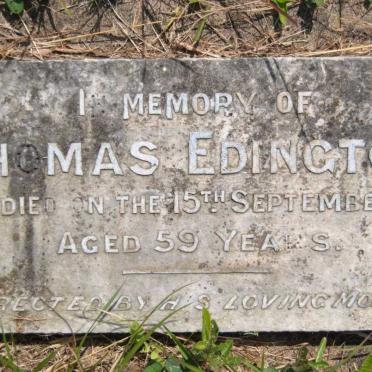 IN MEMORY OF
THOMAS EDINGTO
DIED ON THE 15TH SEPTEMBE
AGED 59 YEARS.
ERECTED BY HIS LOVING MO